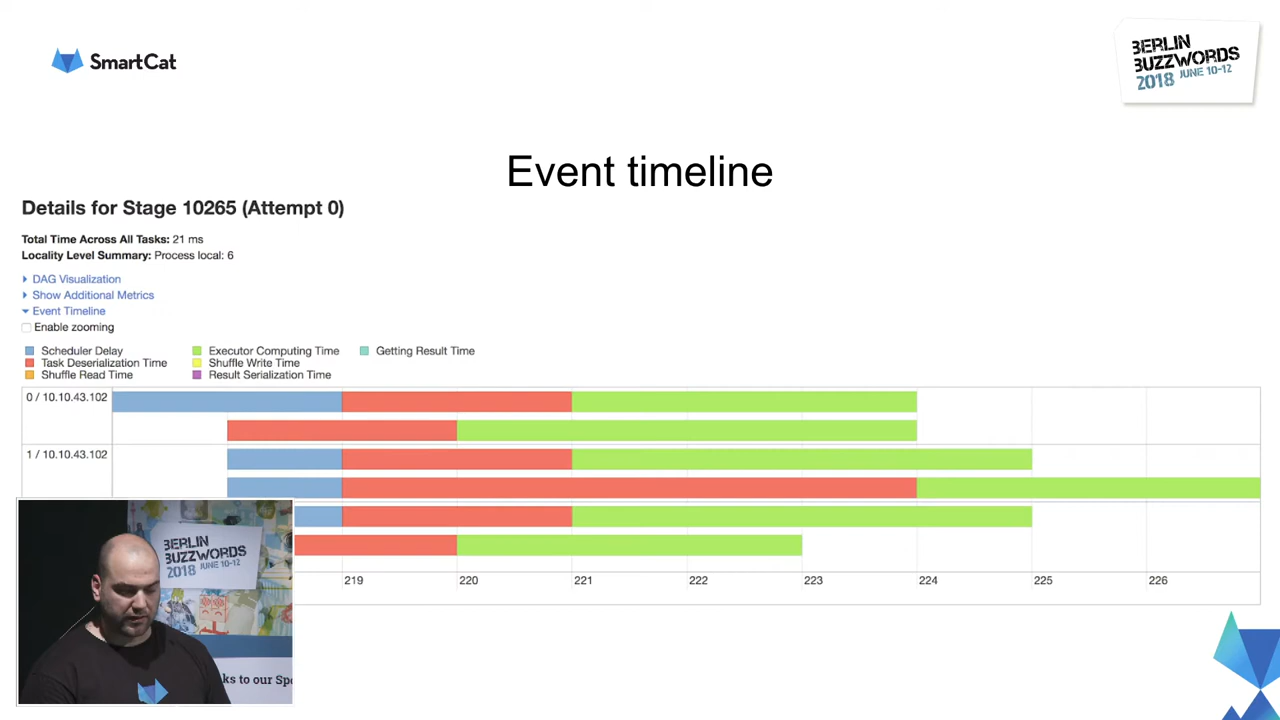 SmartCat
BERLIN
BUZZWORDS
2018 JUNE 10-12
Event timeline
Details for Stage 10265 (Attempt 0)
Total Time Across All Tasks: 21 ms
Locality Level Summary: Process local: 6
DAG Visualization
Show Additional Metrics
Event Timeline
Enable zooming
Scheduler Delay
Executor Computing Time
Getting Result Time
Task Deserialization Time
Shuffle Write Time
Shuffle Read Time
Result Serialization Time
0 / 10.10.43.102
1 / 10.10.43.102
219 220 221 222 223 224 225 226
BERLIN
BUZZWORDS
2018 JUNE 10-12
ks to our Spo